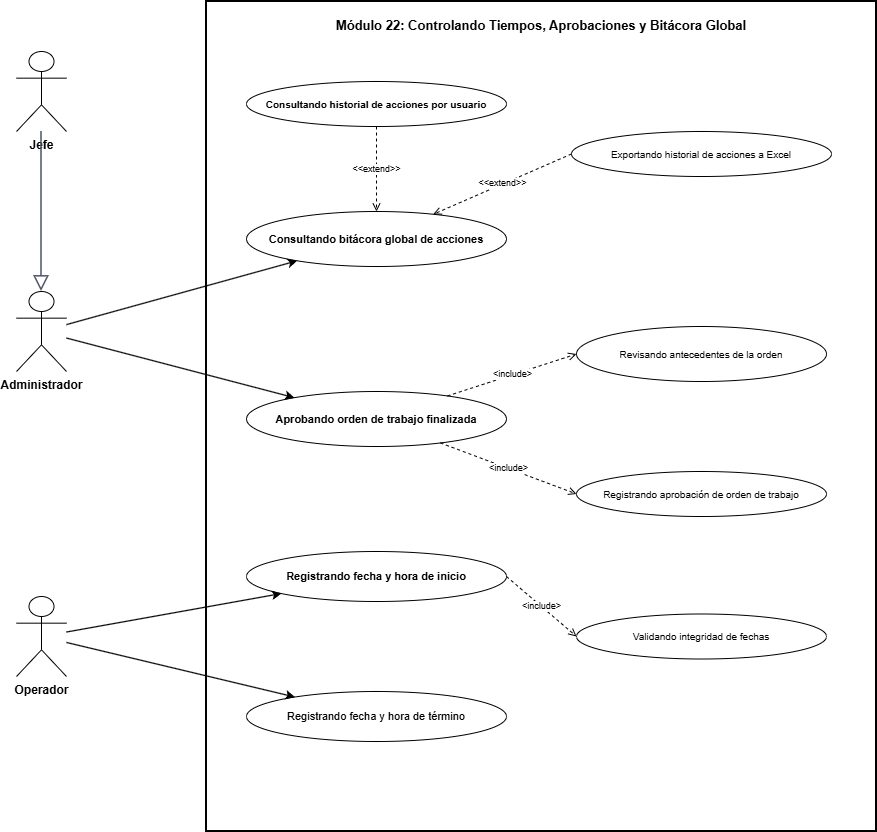 Módulo 22: Controlando Tiempos, Aprobaciones y Bitácora Global
Jefe
Consultando historial de acciones por usuario
<<extend>>
Exportando historial de acciones a Excel
<<extend>>
Consultando bitácora global de acciones
Administrador
Revisando antecedentes de la orden
<include>
Aprobando orden de trabajo finalizada
<include>
Registrando aprobación de orden de trabajo
Registrando fecha y hora de inicio
<include>
Validando integridad de fechas
Operador
Registrando fecha y hora de término